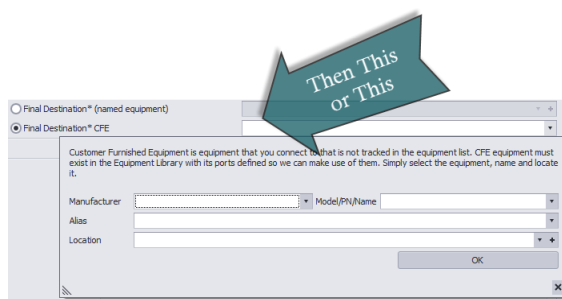 Then This
or This
Final Destination* (named equipment)
Final Destination* CFE
Customer Furnished Equipment is equipment that you connect to that is not tracked in the equipment list. CFE equipment must
exist in the Equipment Library with its ports defined so we can make use of them. Simply select the equipment, name and locate
it.
Manufacturer Model/PN/Name
Alias
Location
OK